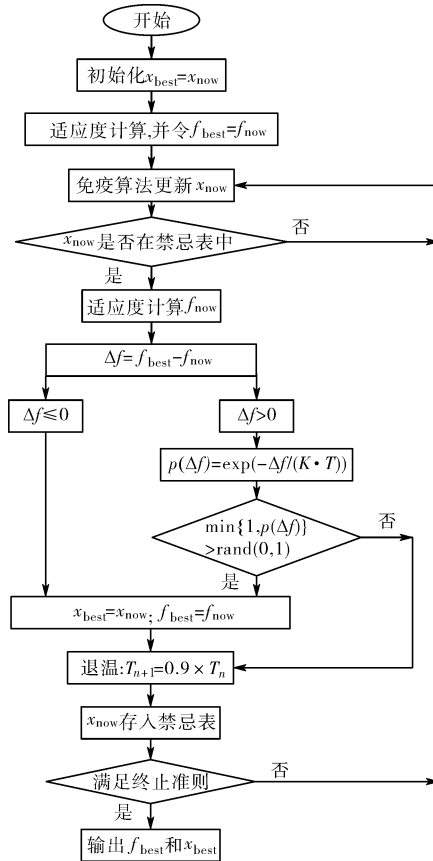 开始
初始化xbest=xnow
适应度计算,并令fbest=fnow
免疫算法更新xnow
xnow是否在禁忌表中
否
是
适应度计算fnow
Δf=fbest−fnow
Δf≤0
Δf>0
p(Δf)=exp(−Δf/(K·T))
min{1,p(Δf)}
>rand(0,1)
否
是
xbest=xnow; fbest=fnow
退温:Tn+1=0.9×Tn
xnow存入禁忌表
满足终止准则
否
是
输出fbest和xbest